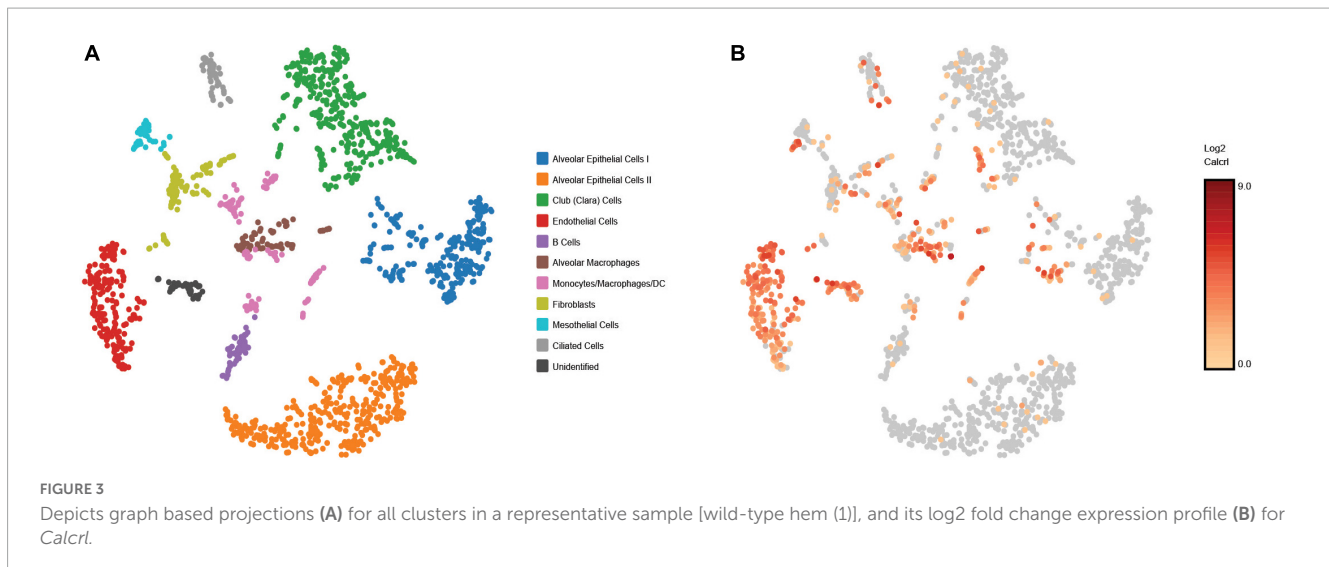 A
B
Alveolar Epithelial Cells I
Alveolar Epithelial Cells II
Club (Clara) Cells
Endothelial Cells
B Cells
Alveolar Macrophages
Monocytes/Macrophages/DC
Fibroblasts
Mesothelial Cells
Ciliated Cells
Unidentified
Log2
Calcrl
9.0
0.0
FIGURE 3
Depicts graph based projections (A) for all clusters in a representative sample [wild-type hem (1)], and its log2 fold change expression profile (B) for
Calcrl.